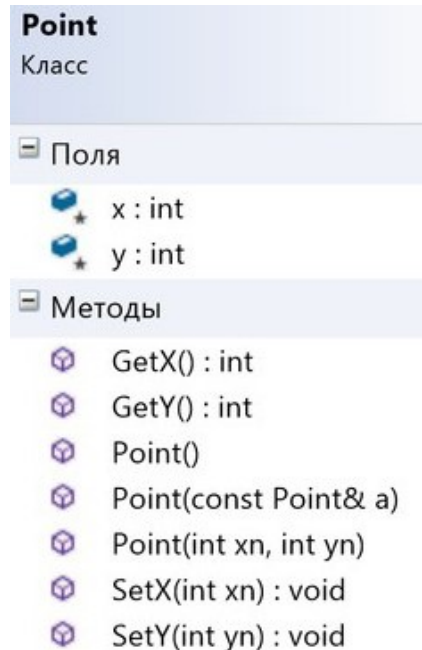 Point
Класс
Поля
x : int
y : int
Методы
GetX() : int
GetY() : int
Point()
Point(const Point& a)
Point(int xn, int yn)
SetX(int xn) : void
SetY(int yn) : void